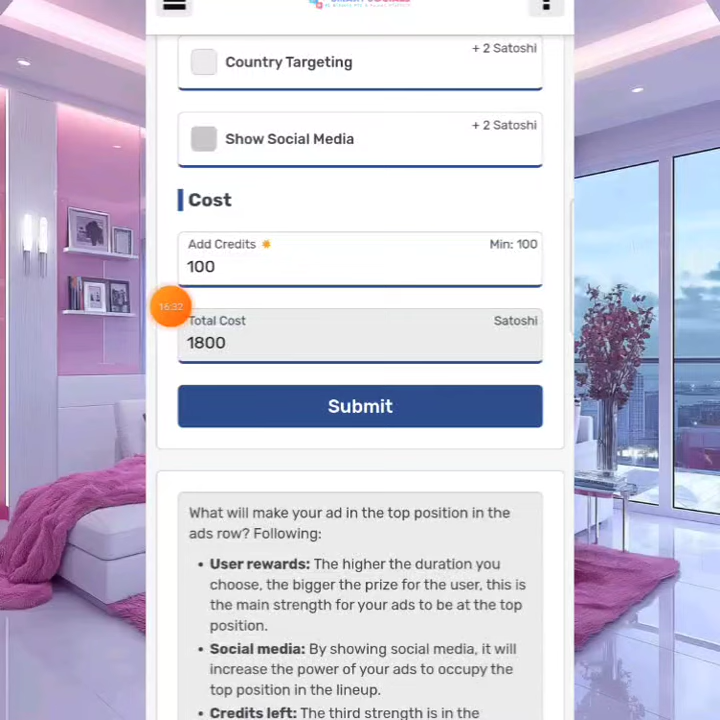 + 2 Satoshi
Country Targeting
+ 2 Satoshi
Show Social Media
Cost
Add Credits
Min: 100
100
16:32
Total Cost
Satoshi
1800
Submit
What will make your ad in the top position in the
ads row? Following:
• User rewards: The higher the duration you
choose, the bigger the prize for the user, this is
the main strength for your ads to be at the top
position.
• Social media: By showing social media, it will
increase the power of your ads to occupy the
top position in the lineup.
• Credits left: The third strength is in the